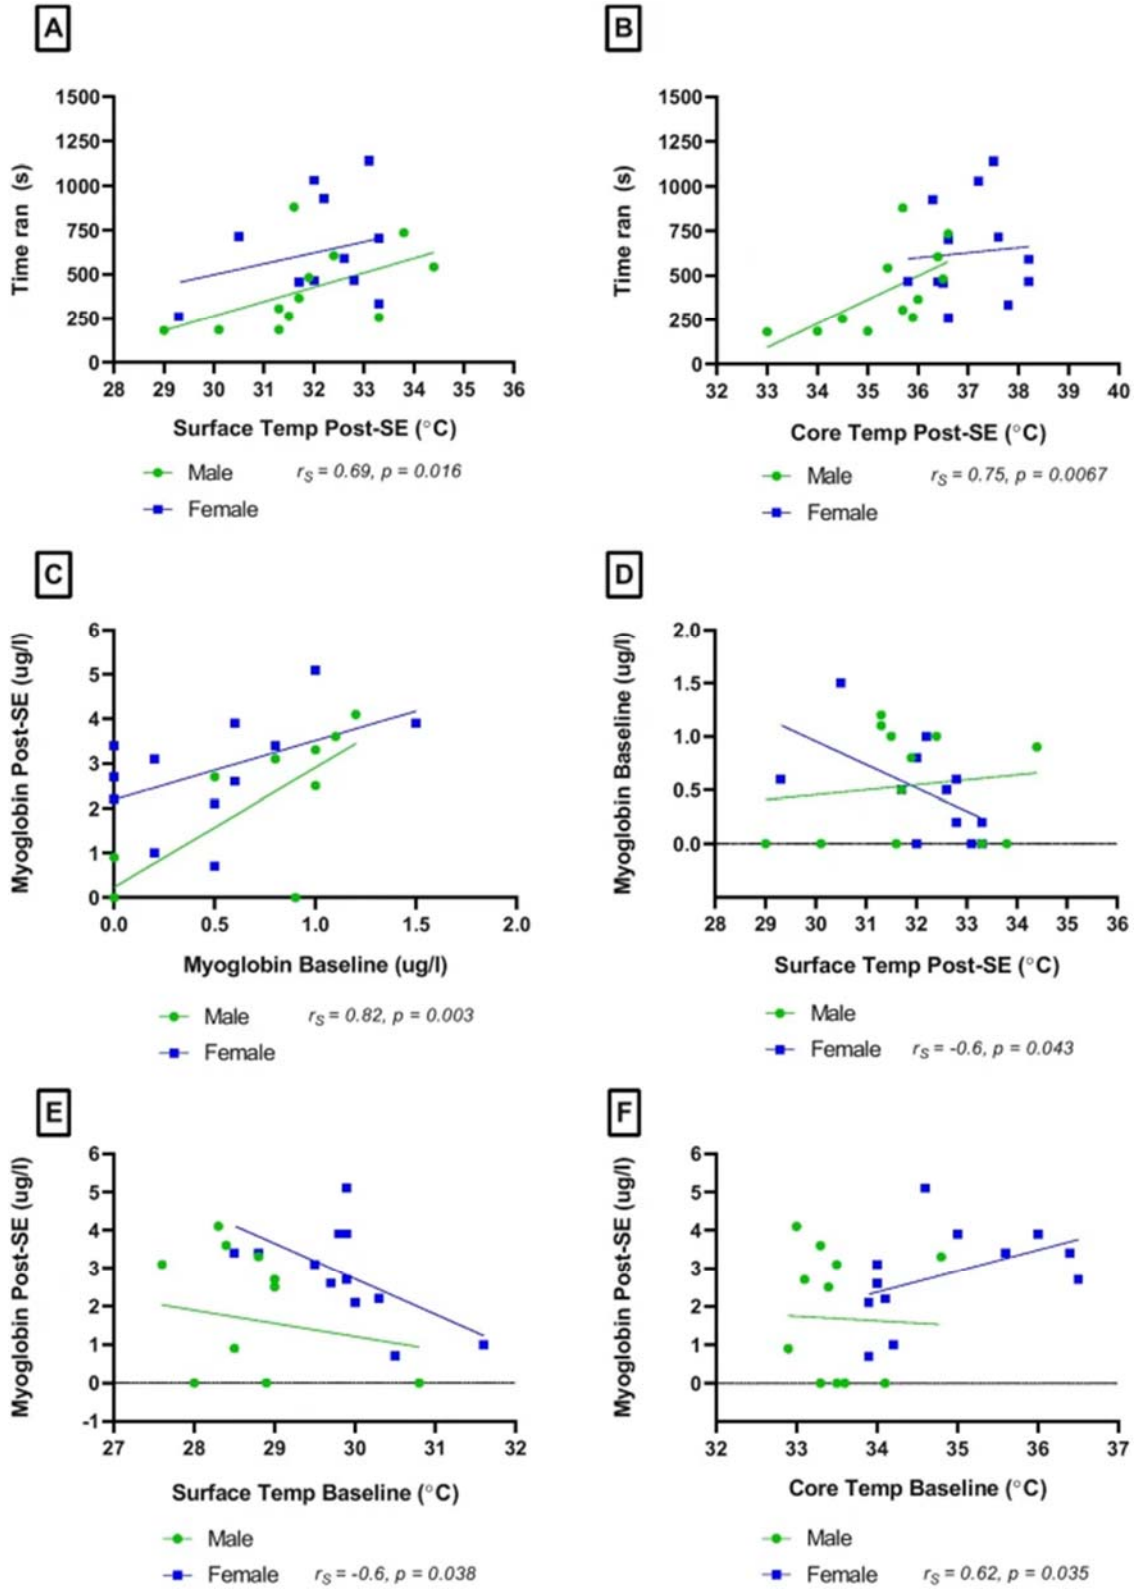 A
1500
1250
1000
750
500
250
0
Time ran (s)
28 29 30 31 32 33 34 35 36
Surface Temp Post-SE (°C)
Male rS = 0.69, p = 0.016
Female
B
1500
1250
1000
750
500
250
0
Time ran (s)
32 33 34 35 36 37 38 39 40
Core Temp Post-SE (°C)
Male rS = 0.75, p = 0.0067
Female
C
6
5
4
3
2
1
0
Myoglobin Post-SE (ug/l)
0.0 0.5 1.0 1.5 2.0
Myoglobin Baseline (ug/l)
Male rS = 0.82, p = 0.003
Female
D
2.0
1.5
1.0
0.5
0.0
Myoglobin Baseline (ug/l)
28 29 30 31 32 33 34 35 36
Surface Temp Post-SE (°C)
Male
Female rS = -0.6, p = 0.043
E
6
5
4
3
2
1
0
-1
Myoglobin Post-SE (ug/l)
27 28 29 30 31 32
Surface Temp Baseline (°C)
Male
Female rS = -0.6, p = 0.038
F
6
5
4
3
2
1
0
Myoglobin Post-SE (ug/l)
32 33 34 35 36 37
Core Temp Baseline (°C)
Male
Female rS = 0.62, p = 0.035